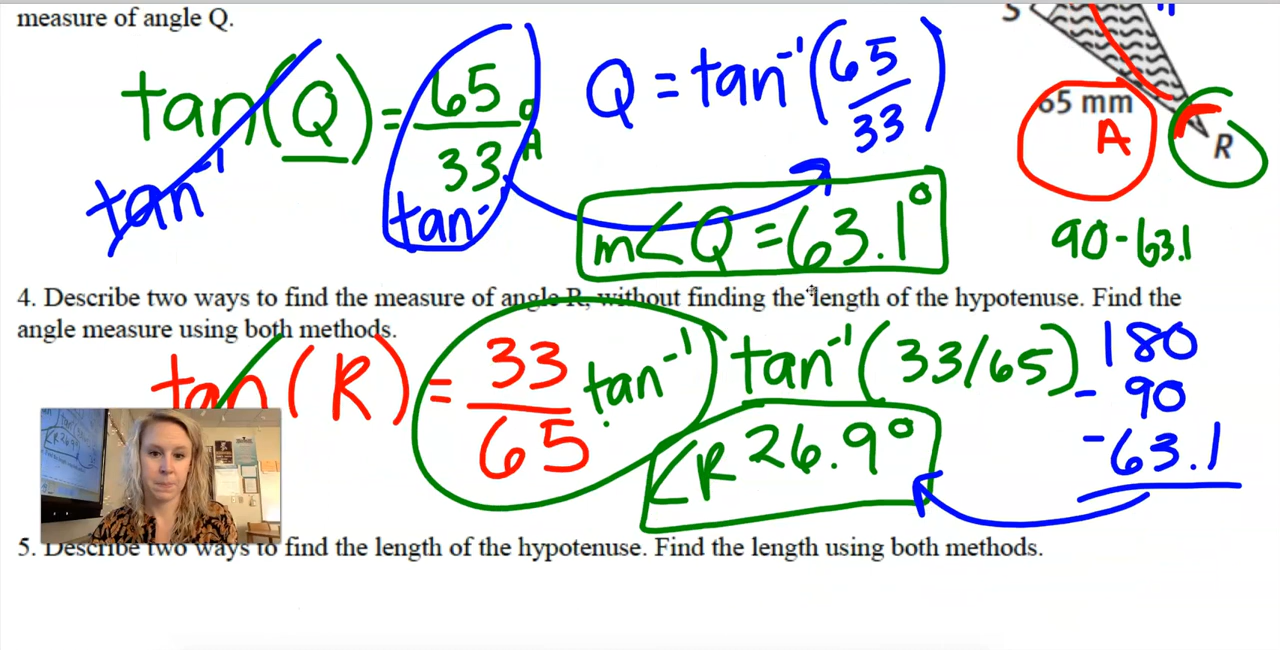 measure of angle Q.
tan(Q) = 65/33 O A
tan⁻¹ tan⁻
Q = tan⁻¹(65/33)
m∠Q = 63.1°
S
65 mm
A
R
90-63.1
4. Describe two ways to find the measure of angle R, without finding the length of the hypotenuse. Find the
angle measure using both methods.
tan(R) = 33/65 tan⁻¹
tan⁻¹(33/65)
∠R 26.9°
180
- 90
- 63.1
5. Describe two ways to find the length of the hypotenuse. Find the length using both methods.